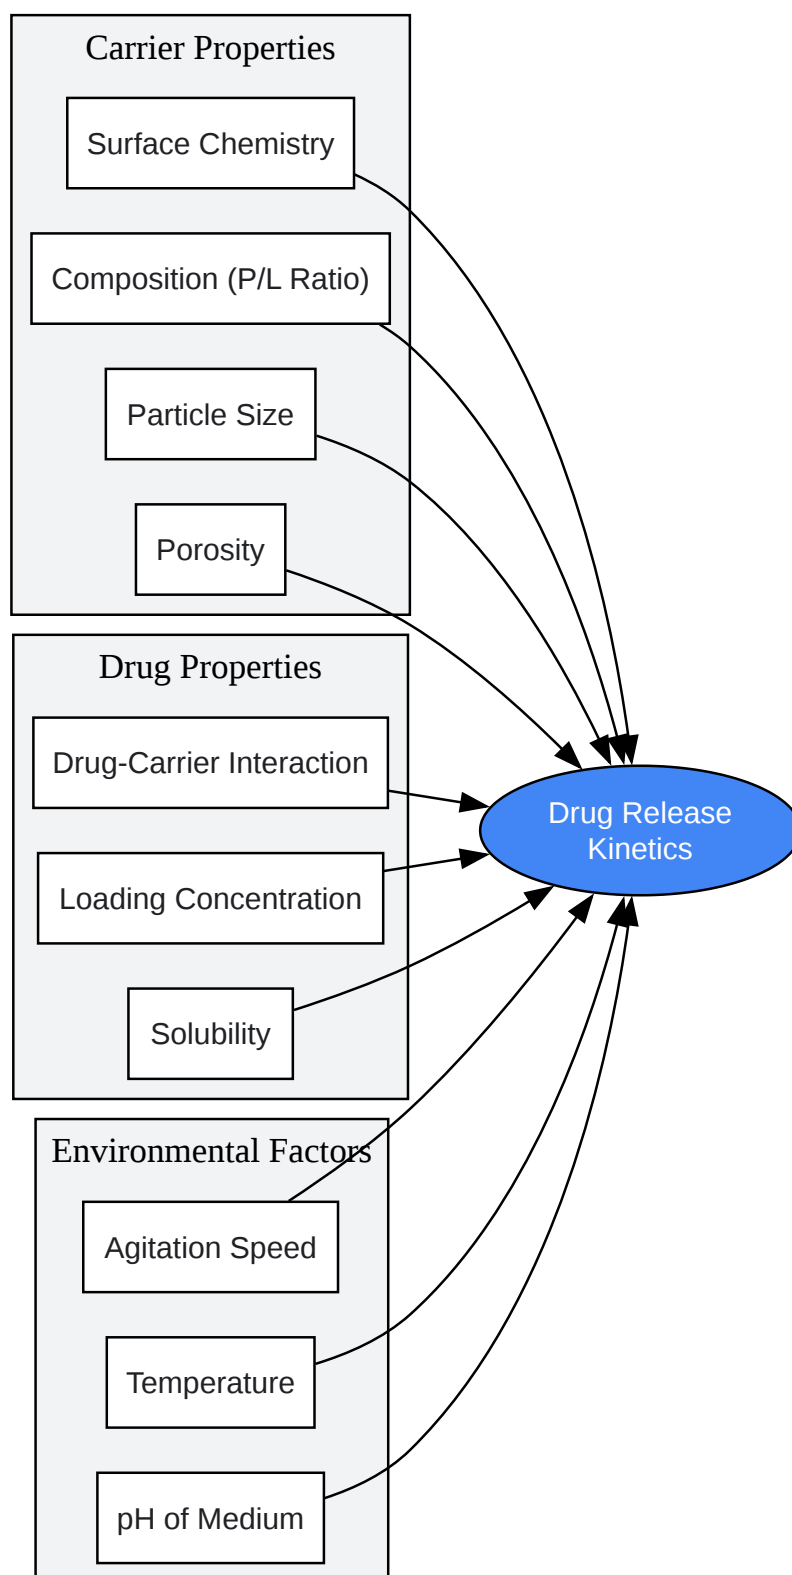 Carrier Properties
Surface Chemistry
Composition (P/L Ratio)
Particle Size
Porosity
Drug Properties
Drug-Carrier Interaction
Loading Concentration
Solubility
Drug Release
Kinetics
Environmental Factors
Agitation Speed
Temperature
pH of Medium